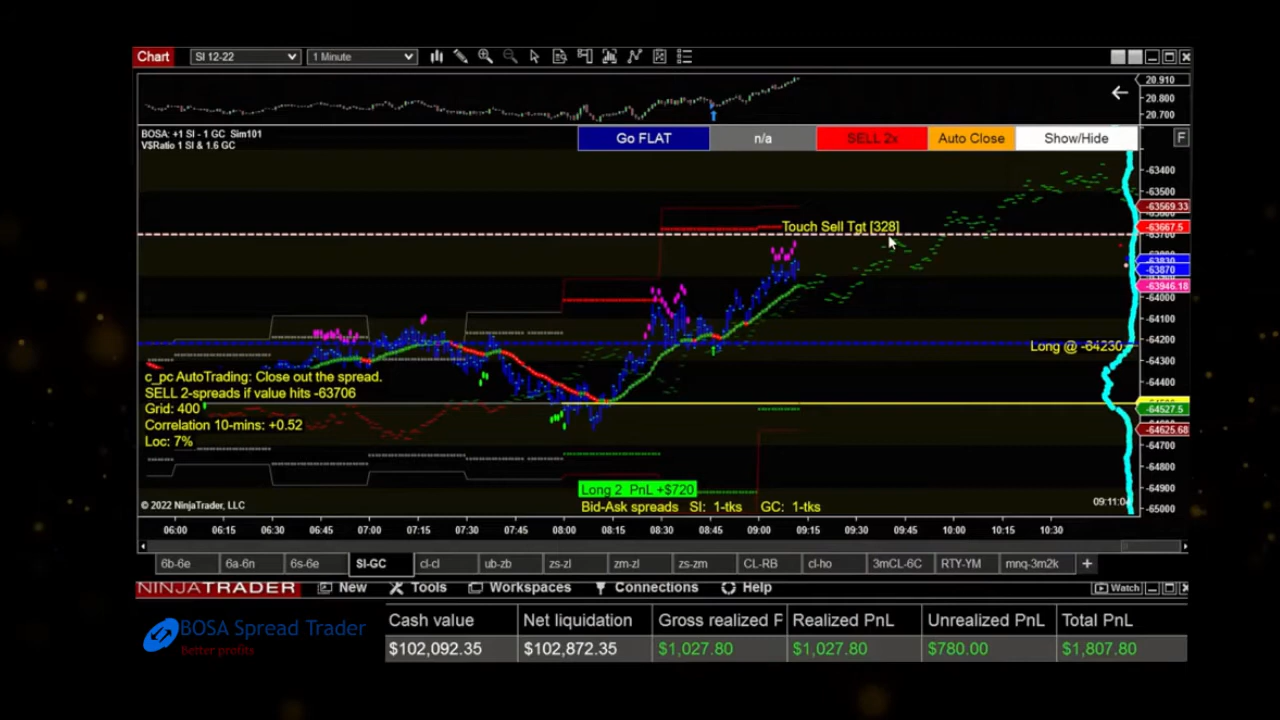 Chart SI 12-22 1 Minute
20.910
20.800
20.700
BOSA: +1 SI - 1 GC Sim101
V$Ratio 1 SI & 1.6 GC
Go FLAT n/a SELL 2x Auto Close Show/Hide F
-63400
-63500
-63569.33
Touch Sell Tgt [328]
-63667.5
-63870
-63946.18
-64000
-64100
-64200
Long @ -64230
-64300
c_pc AutoTrading: Close out the spread.
-64400
SELL 2-spreads if value hits -63706
Grid: 400
-64527.5
Correlation 10-mins: +0.52
-64625.68
Loc: 7%
-64700
-64800
Long 2 PnL +$720
-64900
© 2022 NinjaTrader, LLC
Bid-Ask spreads SI: 1-tks GC: 1-tks
-65000
06:00 06:15 06:30 06:45 07:00 07:15 07:30 07:45 08:00 08:15 08:30 08:45 09:00 09:15 09:30 09:45 10:00 10:15 10:30
6b-6e 6a-6n 6s-6e SI-GC cl-cl ub-zb zs-zl zm-zl zs-zm CL-RB cl-ho 3mCL-6C RTY-YM mnq-3m2k +
NINJATRADER New Tools Workspaces Connections Help Watch
Cash value Net liquidation Gross realized P Realized PnL Unrealized PnL Total PnL
BOSA Spread Trader
Better profits
$102,092.35 $102,872.35 $1,027.80 $1,027.80 $780.00 $1,807.80